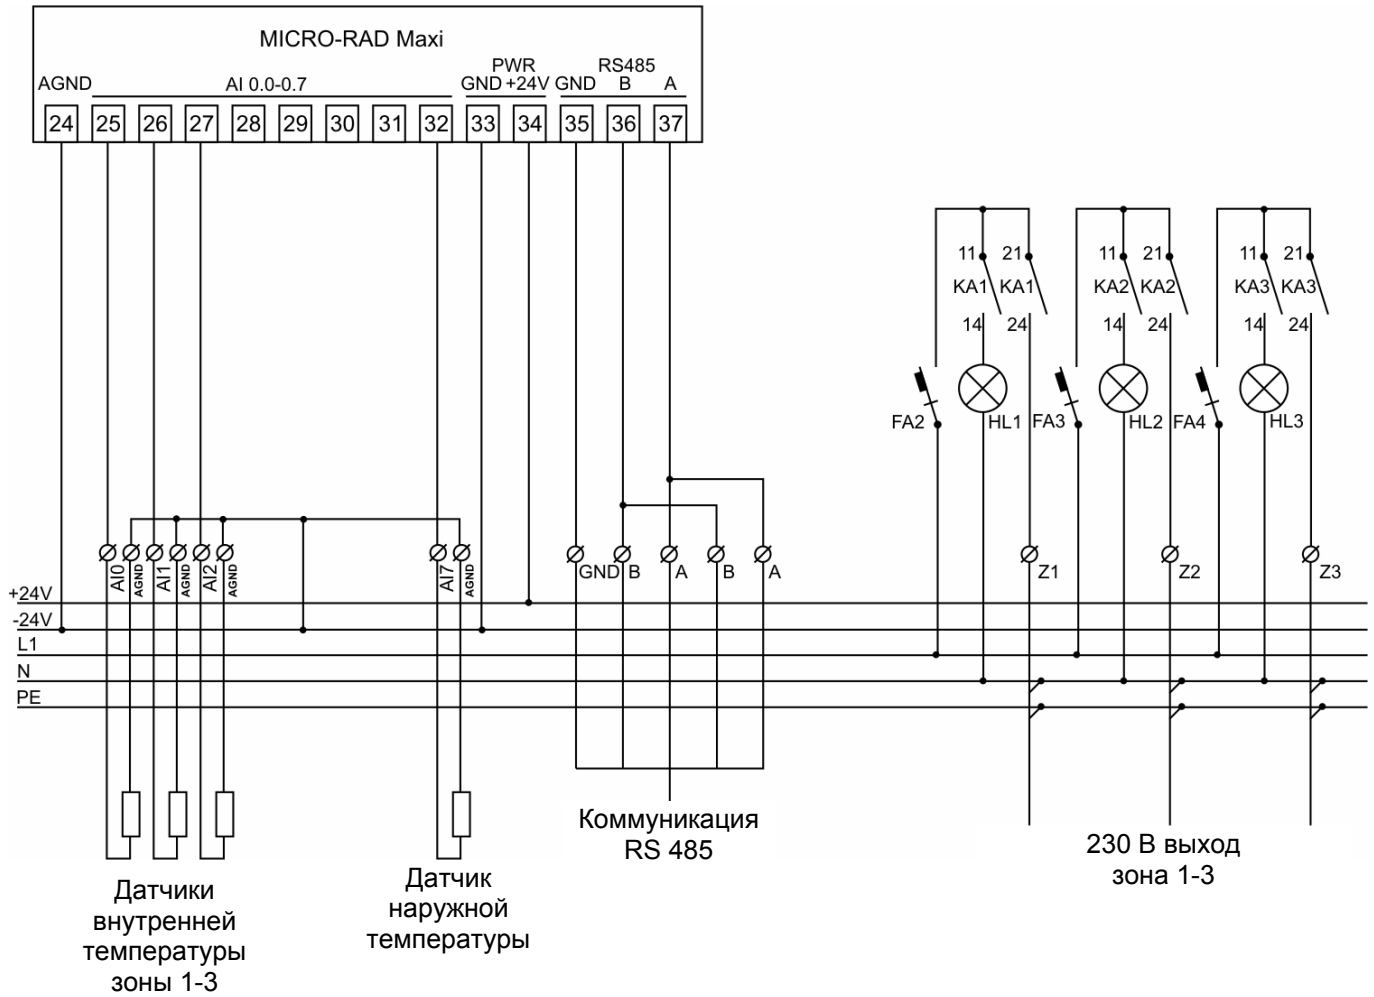 MICRO-RAD Maxi
PWR RS485
AGND AI 0.0-0.7 GND +24V GND B A
24 25 26 27 28 29 30 31 32 33 34 35 36 37
11 21 11 21 11 21
KA1 KA1 KA2 KA2 KA3 KA3
14 24 14 24 14 24
FA2 HL1 FA3 HL2 FA4 HL3
AI0 AGND AI1 AGND AI2 AGND AI7 AGND GND B A B A Z1 Z2 Z3
+24V
-24V
L1
N
PE
Коммуникация
RS 485
230 В выход
зона 1-3
Датчики
внутренней
температуры
зоны 1-3
Датчик
наружной
температуры